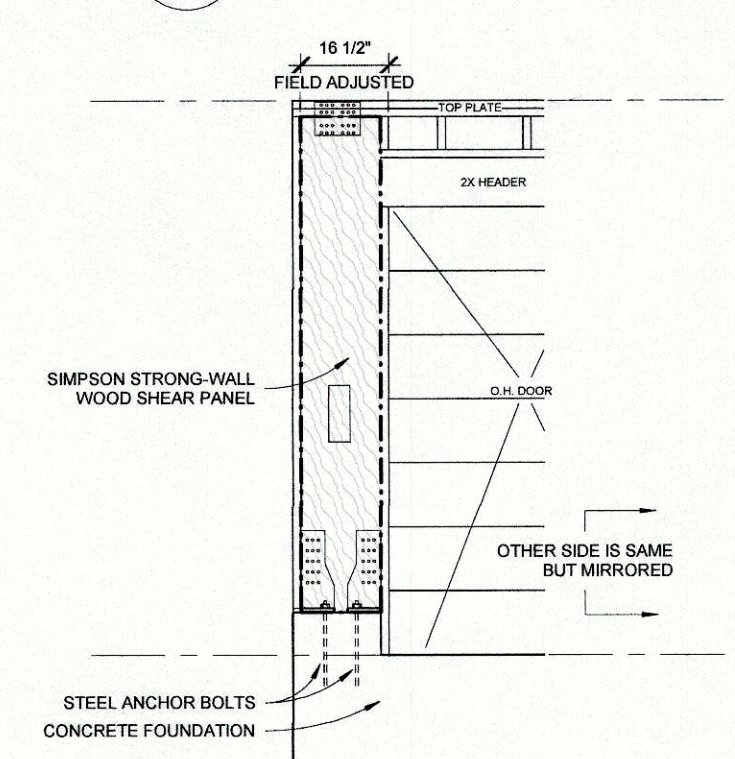 16 1/2"
FIELD ADJUSTED
TOP PLATE
2X HEADER
SIMPSON STRONG-WALL
WOOD SHEAR PANEL
O.H. DOOR
OTHER SIDE IS SAME
BUT MIRRORED
STEEL ANCHOR BOLTS
CONCRETE FOUNDATION